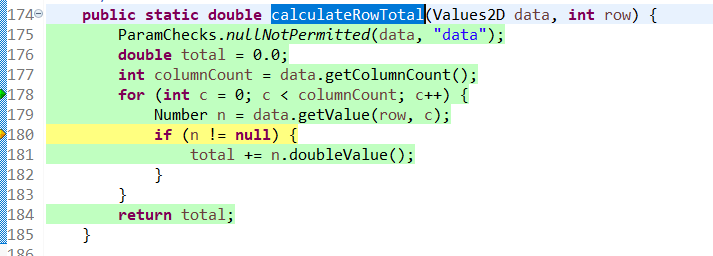 174 public static double calculateRowTotal(Values2D data, int row) {
175 ParamChecks.nullNotPermitted(data, "data");
176 double total = 0.0;
177 int columnCount = data.getColumnCount();
178 for (int c = 0; c < columnCount; c++) {
179 Number n = data.getValue(row, c);
180 if (n != null) {
181 total += n.doubleValue();
182 }
183 }
184 return total;
185 }
186